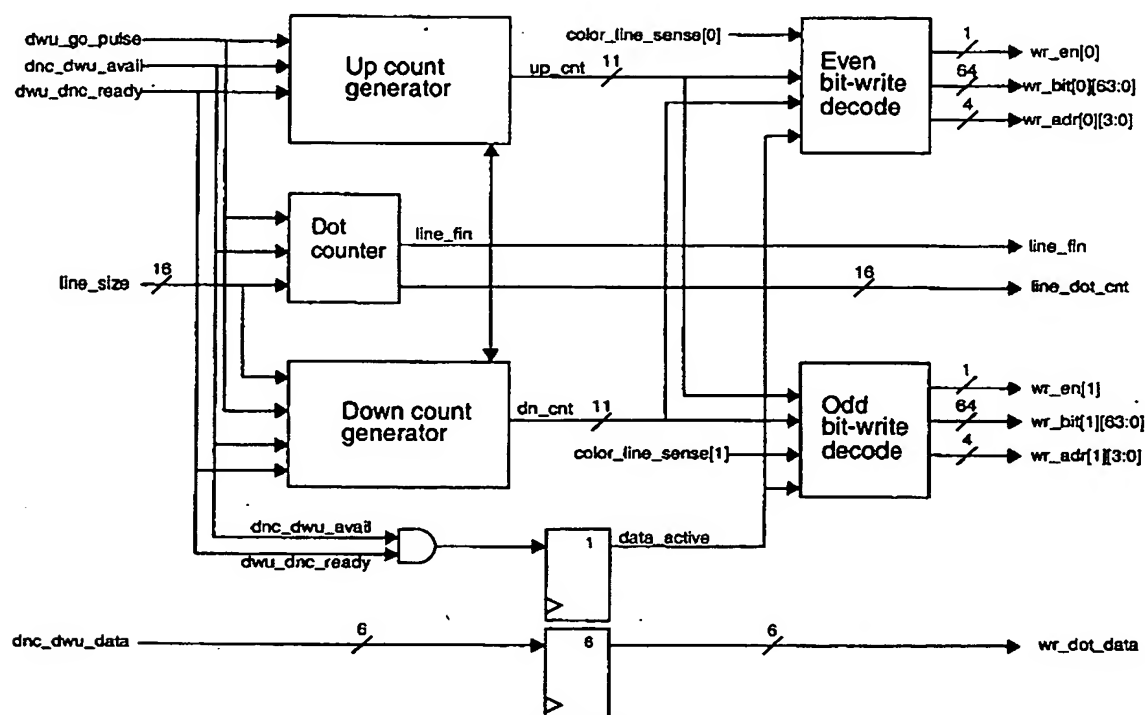 dwu_go_pulse
dnc_dwu_avail
dwu_dnc_ready
Up count
generator
up_cnt
11
color_line_sense[0]
Even
bit-write
decode
1
wr_en[0]
64
wr_bit[0][63:0]
4
wr_adr[0][3:0]
Dot
counter
line_fin
line_fin
line_size
16
16
line_dot_cnt
Down count
generator
dn_cnt
11
color_line_sense[1]
Odd
bit-write
decode
1
wr_en[1]
64
wr_bit[1][63:0]
4
wr_adr[1][3:0]
dnc_dwu_avail
dwu_dnc_ready
1
data_active
dnc_dwu_data
6
6
6
wr_dot_data